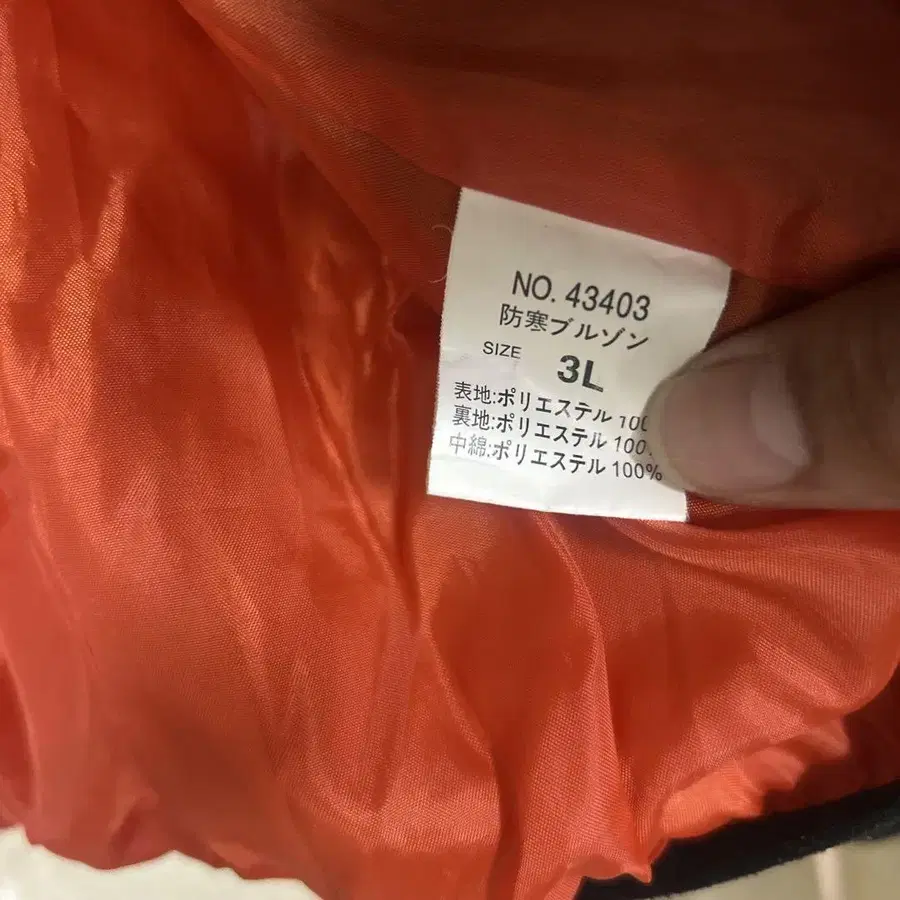 NO. 43403
防寒ブルゾン
SIZE 3L
表地:ポリエステル
裏地:ポリエステル 100%
中綿:ポリエステル 100%